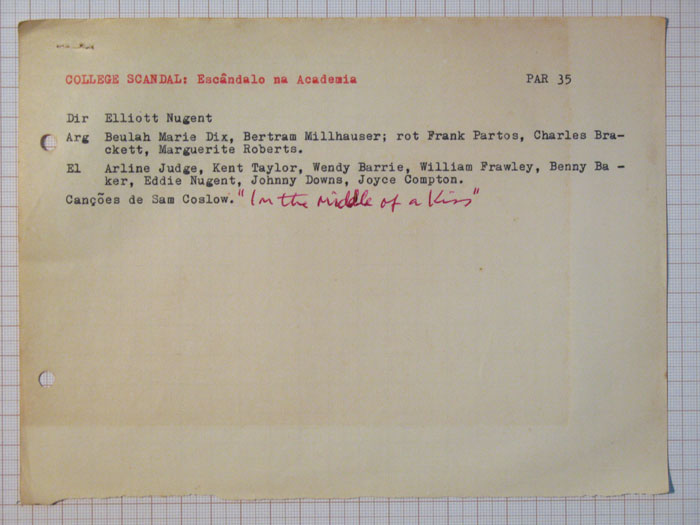 COLLEGE SCANDAL: Escândalo na Academia PAR 35
Dir Elliott Nugent
Arg Beulah Marie Dix, Bertram Millhauser; rot Frank Partos, Charles Bra-
ckett, Marguerite Roberts.
El Arline Judge, Kent Taylor, Wendy Barrie, William Frawley, Benny Ba -
ker, Eddie Nugent, Johnny Downs, Joyce Compton.
Canções de Sam Coslow. "In the middle of a Kiss"